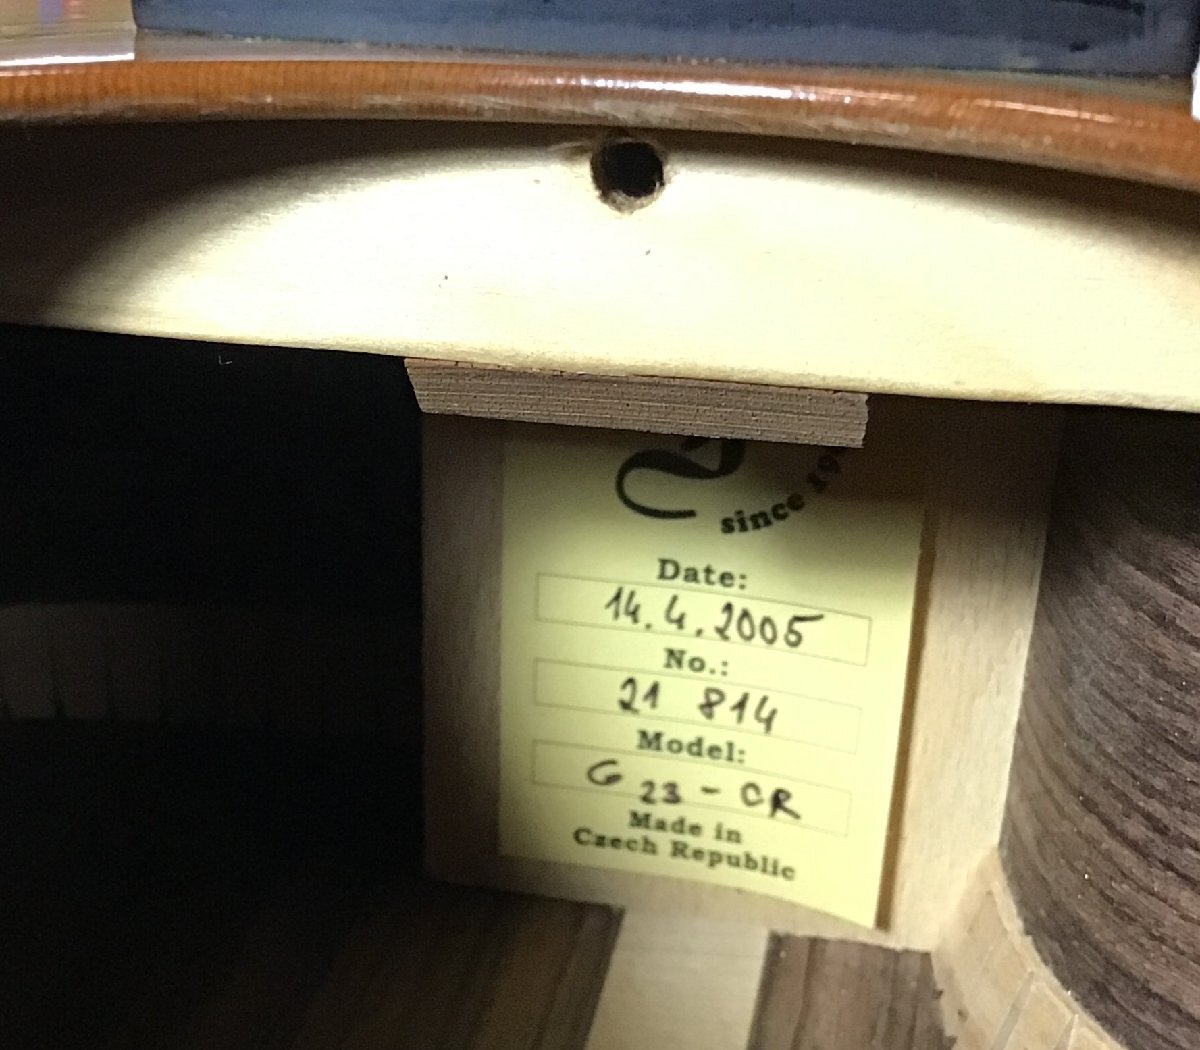 since 19
Date:
14.4.2005
No.:
21 814
Model:
G 23 - CR
Made in
Czech Republic